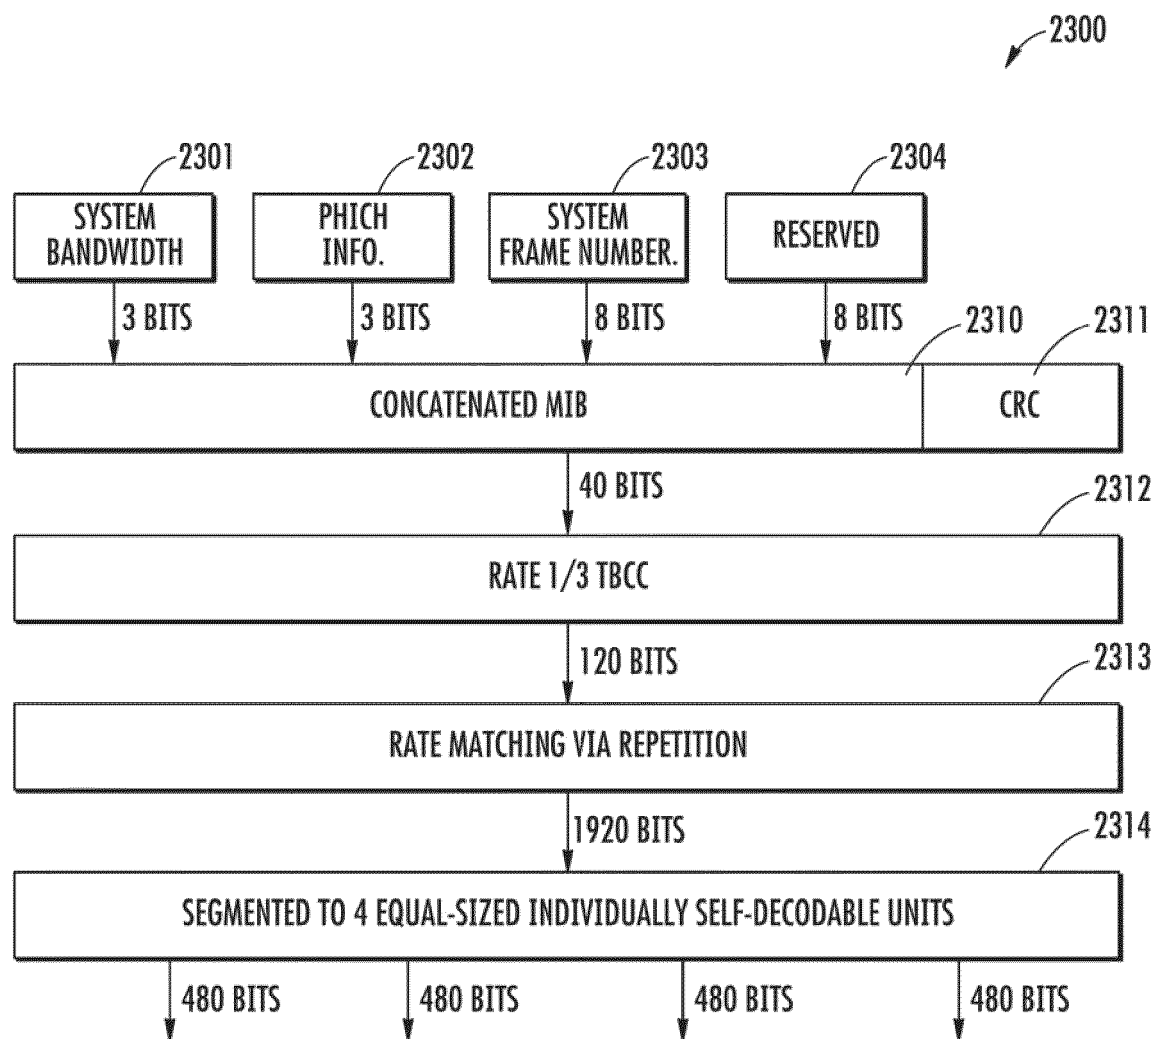 2300
2301
2302
2303
2304
SYSTEM
BANDWIDTH
PHICH
INFO.
SYSTEM
FRAME NUMBER.
RESERVED
3 BITS
3 BITS
8 BITS
8 BITS
2310
2311
CONCATENATED MIB
CRC
40 BITS
2312
RATE 1/3 TBCC
120 BITS
2313
RATE MATCHING VIA REPETITION
1920 BITS
2314
SEGMENTED TO 4 EQUAL-SIZED INDIVIDUALLY SELF-DECODABLE UNITS
480 BITS
480 BITS
480 BITS
480 BITS